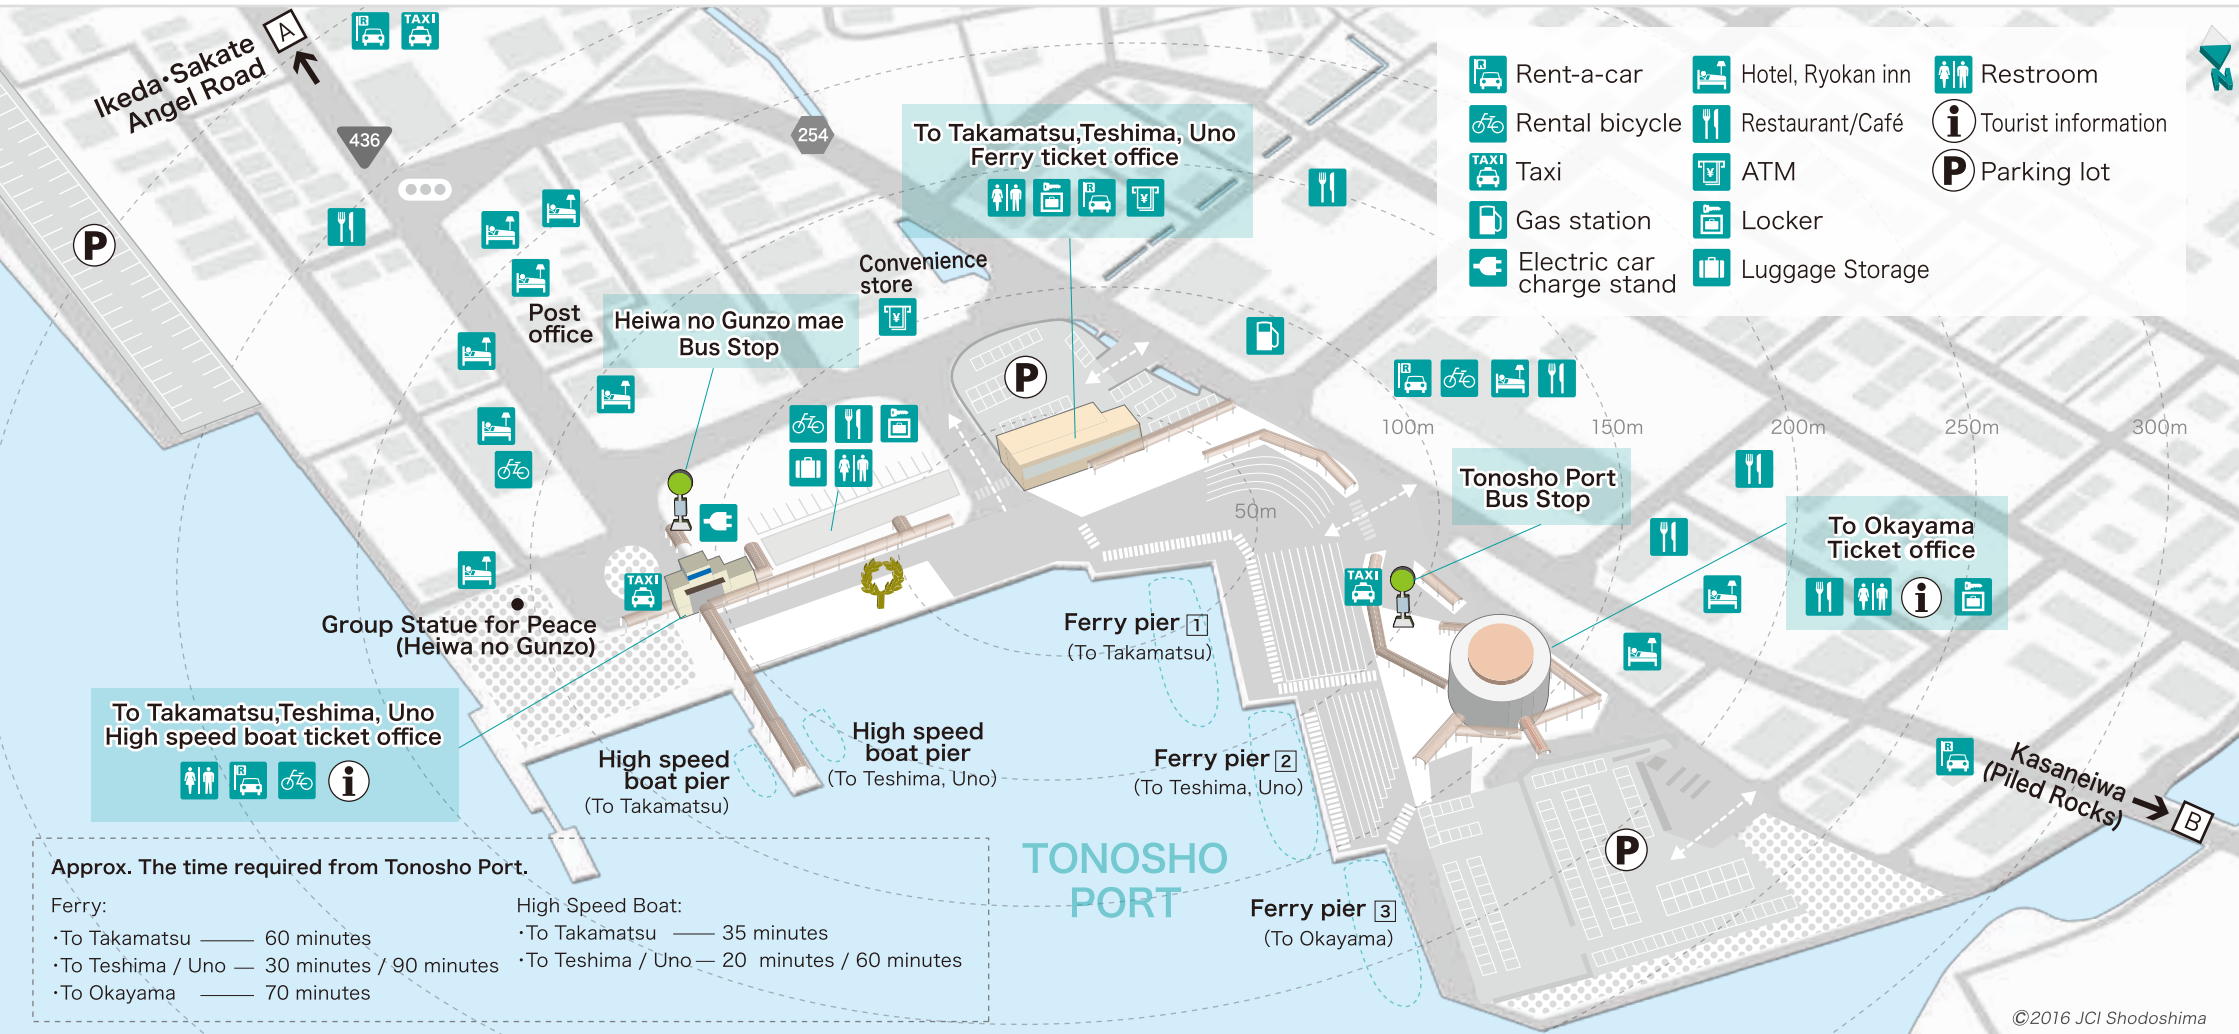 A
Ikeda・Sakate
Angel Road
R
TAXI
436
254
To Takamatsu,Teshima, Uno
Ferry ticket office
R
¥
R
Rent-a-car
Rental bicycle
TAXI
Taxi
Gas station
Electric car
charge stand
Hotel, Ryokan inn
Restaurant/Café
¥
ATM
Locker
Luggage Storage
Restroom
i
Tourist information
P
Parking lot
N
P
Convenience
store
¥
Post
office
Heiwa no Gunzo mae
Bus Stop
P
R
100m
150m
200m
250m
300m
50m
Tonosho Port
Bus Stop
To Okayama
Ticket office
i
TAXI
TAXI
Group Statue for Peace
(Heiwa no Gunzo)
To Takamatsu,Teshima, Uno
High speed boat ticket office
R
i
High speed
boat pier
(To Takamatsu)
High speed
boat pier
(To Teshima, Uno)
Ferry pier 1
(To Takamatsu)
Ferry pier 2
(To Teshima, Uno)
Ferry pier 3
(To Okayama)
TONOSHO
PORT
P
R
Kasaneiwa
(Piled Rocks)
B
Approx. The time required from Tonosho Port.
Ferry:
・To Takamatsu —— 60 minutes
・To Teshima / Uno — 30 minutes / 90 minutes
・To Okayama —— 70 minutes
High Speed Boat:
・To Takamatsu —— 35 minutes
・To Teshima / Uno — 20 minutes / 60 minutes
©2016 JCI Shodoshima